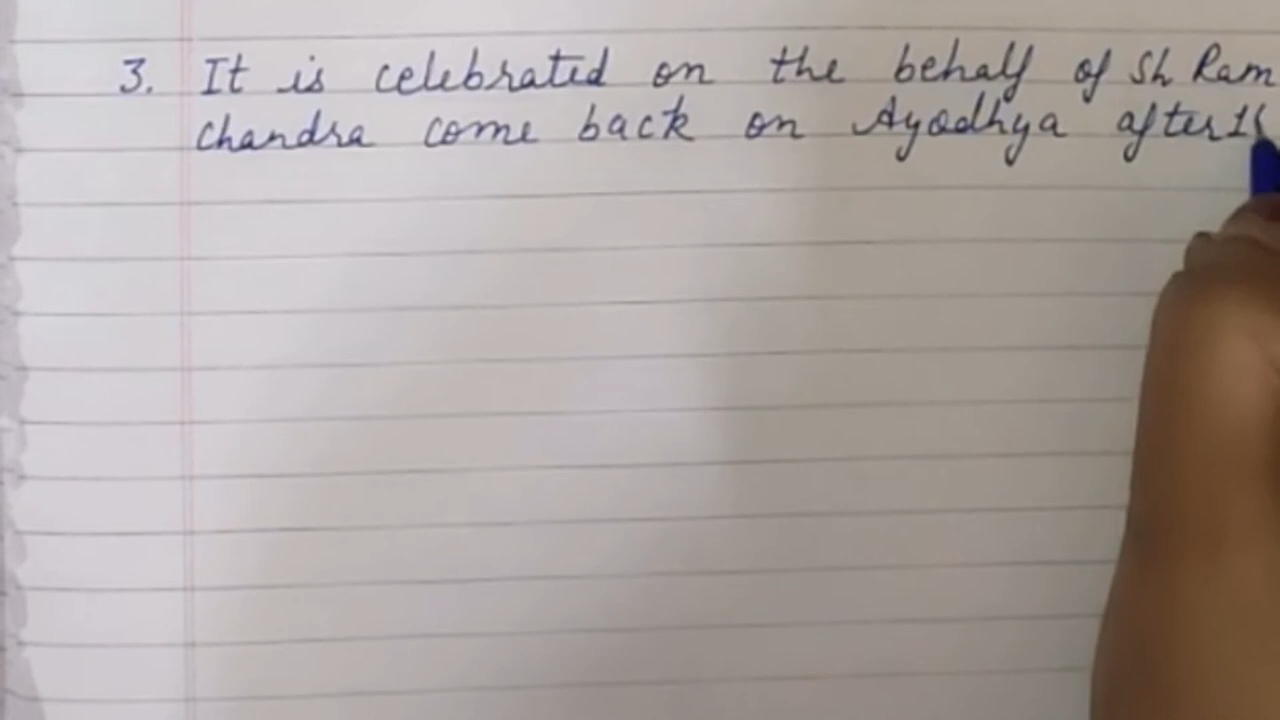 3. It is celebrated on the behalf of Sh Ram
Chandra come back on Ayodhya after